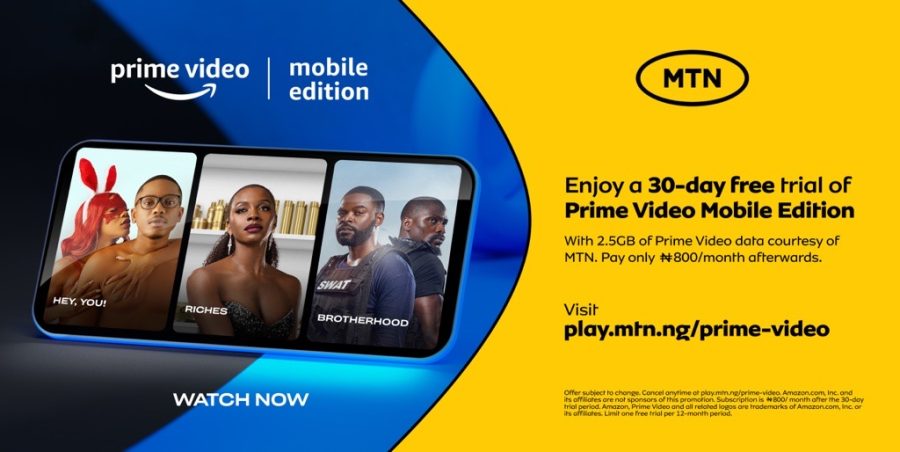 prime video | mobile
edition
HEY, YOU!
RICHES
SWAT
BROTHERHOOD
WATCH NOW
MTN
Enjoy a 30-day free trial of
Prime Video Mobile Edition
With 2.5GB of Prime Video data courtesy of
MTN. Pay only ₦800/month afterwards.
Visit
play.mtn.ng/prime-video
Offer subject to change. Cancel anytime at play.mtn.ng/prime-video. Amazon.com, Inc. and
its affiliates are not sponsors of this promotion. Subscription is ₦800/ month after the 30-day
trial period. Amazon, Prime Video and all related logos are trademarks of Amazon.com, Inc. or
its affiliates. Limit one free trial per 12-month period.